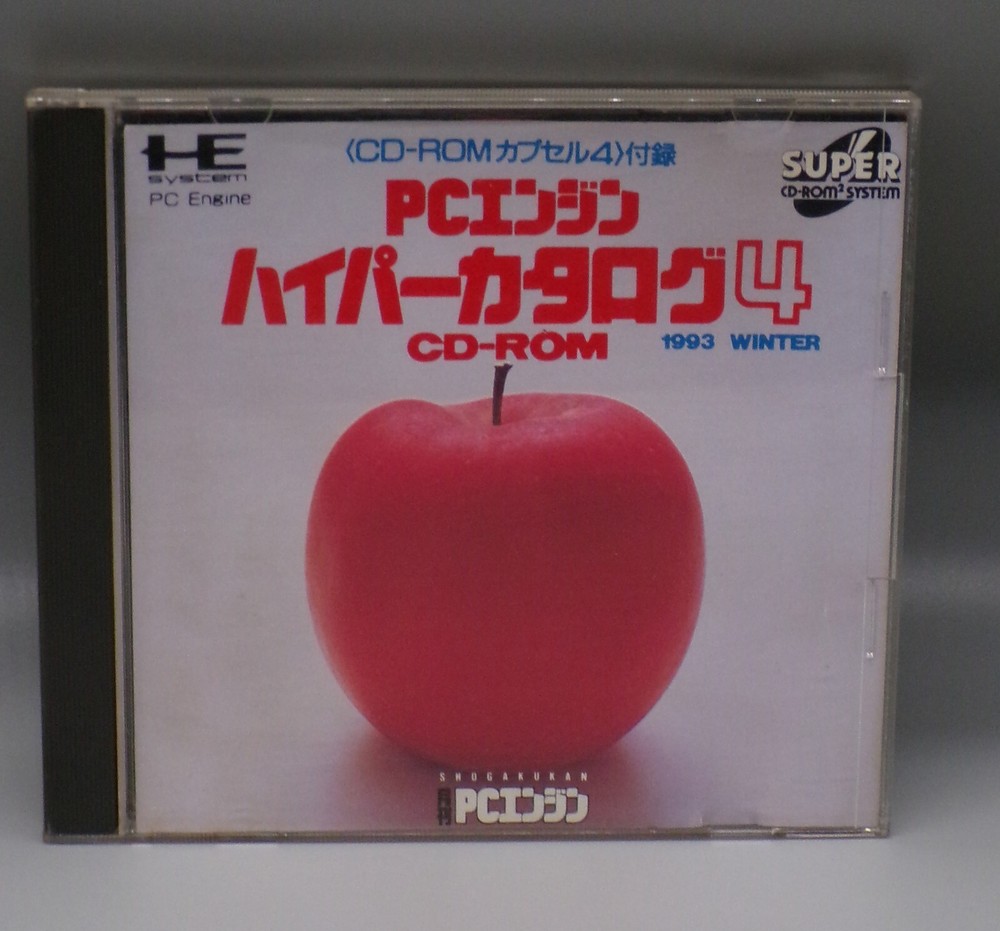 HE
system
PC Engine
〈CD-ROMカプセル4〉付録
SUPER
CD-ROM² SYSTEM
PCエンジン
ハイパーカタログ4
CD-ROM
1993 WINTER
SHOGAKUKAN
PCエンジン